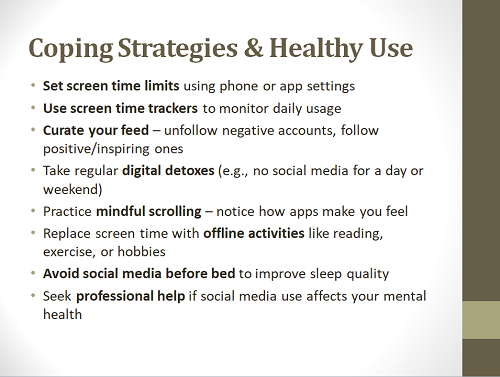 Coping Strategies & Healthy Use
• Set screen time limits using phone or app settings
• Use screen time trackers to monitor daily usage
• Curate your feed – unfollow negative accounts, follow
positive/inspiring ones
• Take regular digital detoxes (e.g., no social media for a day or
weekend)
• Practice mindful scrolling – notice how apps make you feel
• Replace screen time with offline activities like reading,
exercise, or hobbies
• Avoid social media before bed to improve sleep quality
• Seek professional help if social media use affects your mental
health